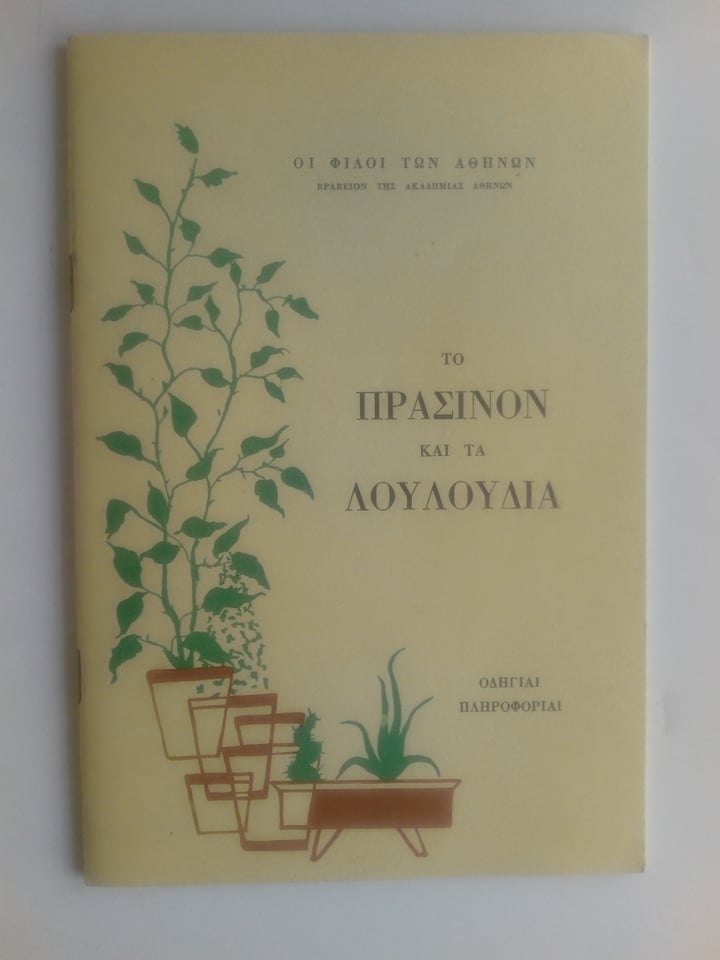 ΟΙ ΦΙΛΟΙ ΤΩΝ ΑΘΗΝΩΝ
ΒΡΑΒΕΙΟΝ ΤΗΣ ΑΚΑΔΗΜΙΑΣ ΑΘΗΝΩΝ
ΤΟ
ΠΡΑΣΙΝΟΝ
ΚΑΙ ΤΑ
ΛΟΥΛΟΥΔΙΑ
ΟΔΗΓΙΑΙ
ΠΛΗΡΟΦΟΡΙΑΙ